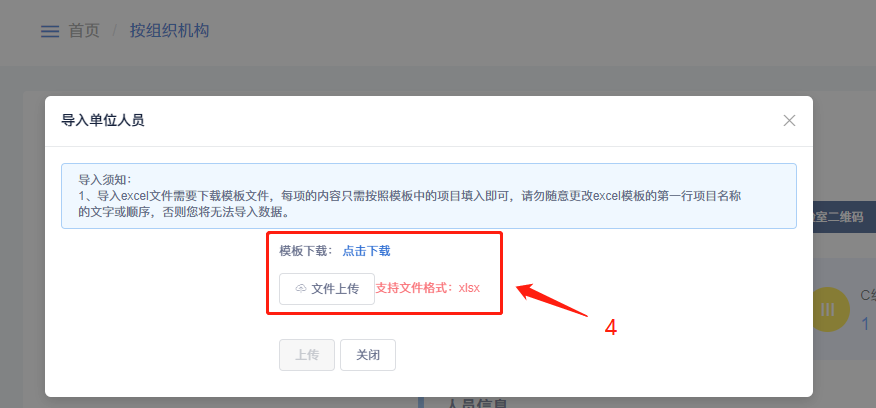 首页 / 按组织机构
导入单位人员
导入须知：
1、导入excel文件需要下载模板文件，每项的内容只需按照模板中的项目填入即可，请勿随意更改excel模板的第一行项目名称
的文字或顺序，否则您将无法导入数据。
室二维码
模板下载： 点击下载
文件上传 支持文件格式：xlsx
III
1
4
上传 关闭
人员信息